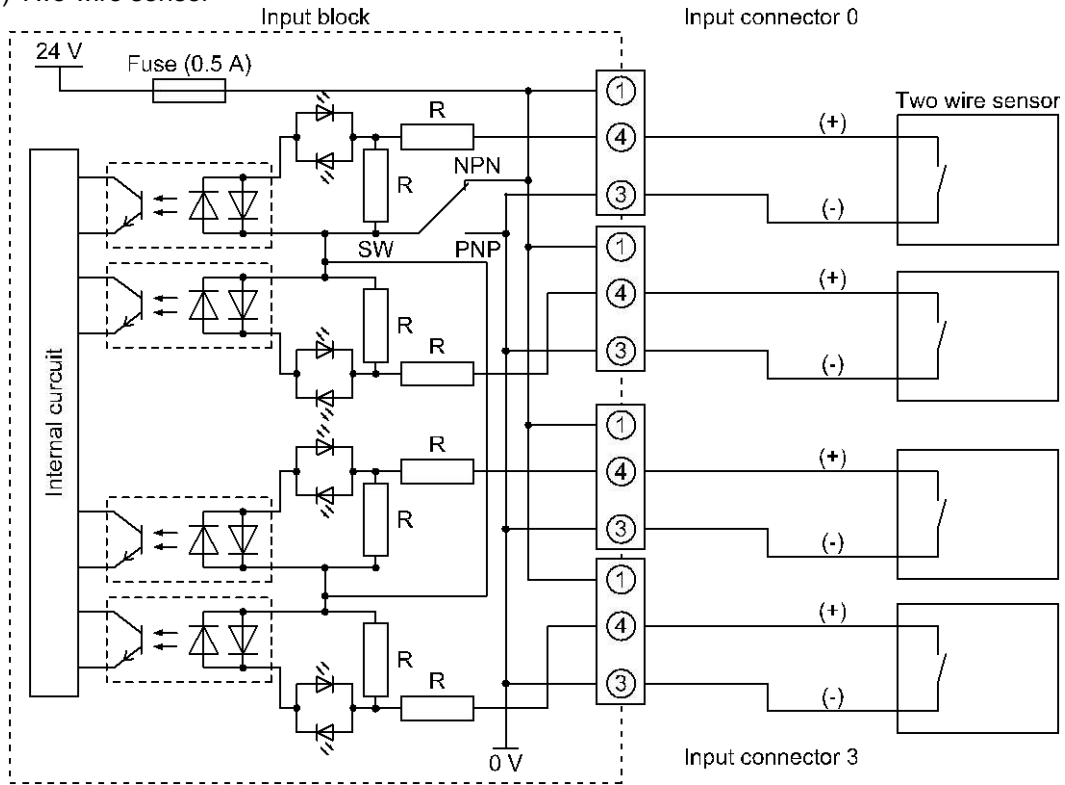 ) Two wire sensor
Input block
Input connector 0
24 V
Fuse (0.5 A)
1
Two wire sensor
R
4
(+)
NPN
R
3
(-)
SW
PNP
1
4
(+)
R
R
3
(-)
Internal curcuit
1
R
4
(+)
R
3
(-)
1
4
(+)
R
R
3
(-)
0 V
Input connector 3